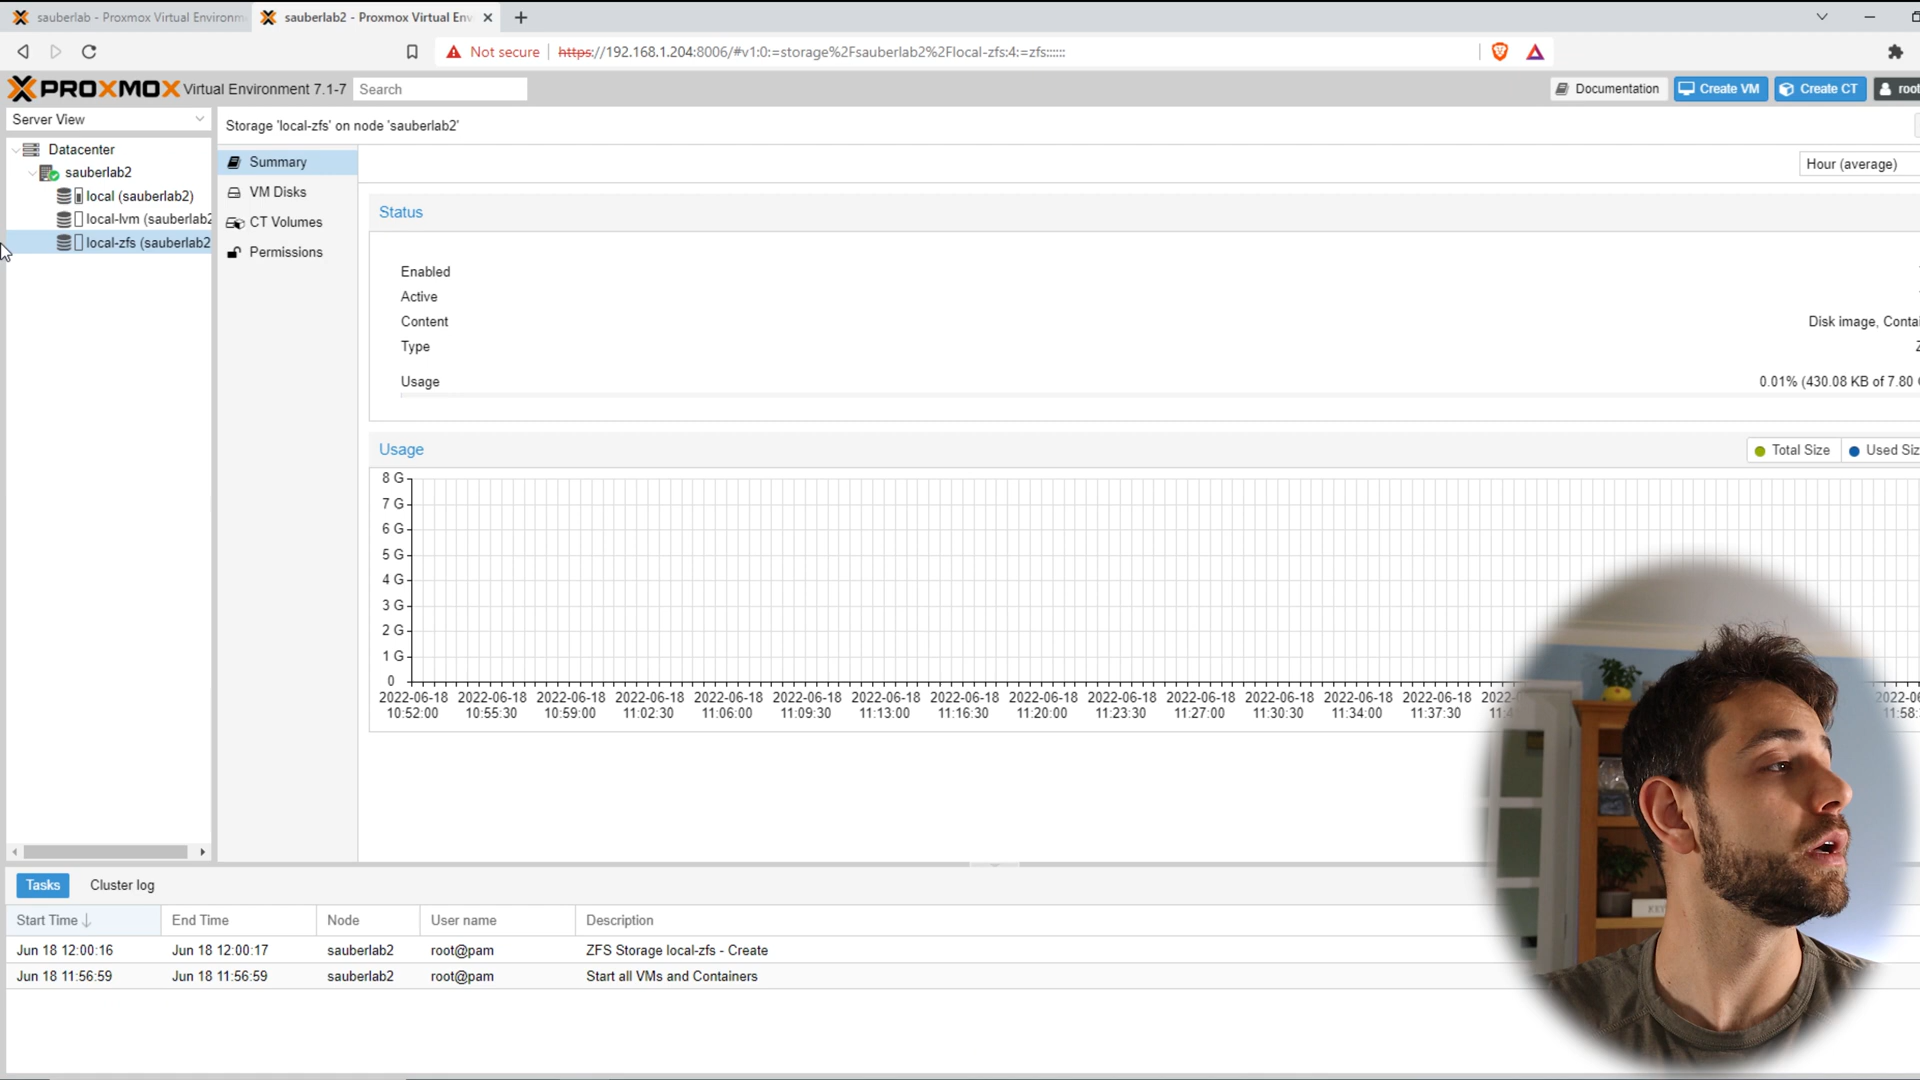 sauberlab - Proxmox Virtual Environm
sauberlab2 - Proxmox Virtual Env
Not secure
https://192.168.1.204:8006/#v1:0:=storage%2Fsauberlab2%2Flocal-zfs:4:=zfs::::::
PROXMOX Virtual Environment 7.1-7
Search
Documentation
Create VM
Create CT
root
Server View
Storage 'local-zfs' on node 'sauberlab2'
Datacenter
sauberlab2
local (sauberlab2)
local-lvm (sauberlab2
local-zfs (sauberlab2
Summary
VM Disks
CT Volumes
Permissions
Hour (average)
Status
Enabled
Active
Content
Disk image, Contai
Type
Usage
0.01% (430.08 KB of 7.80
Usage
Total Size
Used Siz
8 G
7 G
6 G
5 G
4 G
3 G
2 G
1 G
0
2022-06-18 2022-06-18 2022-06-18 2022-06-18 2022-06-18 2022-06-18 2022-06-18 2022-06-18 2022-06-18 2022-06-18 2022-06-18 2022-06-18 2022-06-18 2022-06-18 2022-0
10:52:00 10:55:30 10:59:00 11:02:30 11:06:00 11:09:30 11:13:00 11:16:30 11:20:00 11:23:30 11:27:00 11:30:30 11:34:00 11:37:30 11:4 11:58:
Tasks
Cluster log
Start Time End Time Node User name Description
Jun 18 12:00:16 Jun 18 12:00:17 sauberlab2 root@pam ZFS Storage local-zfs - Create
Jun 18 11:56:59 Jun 18 11:56:59 sauberlab2 root@pam Start all VMs and Containers